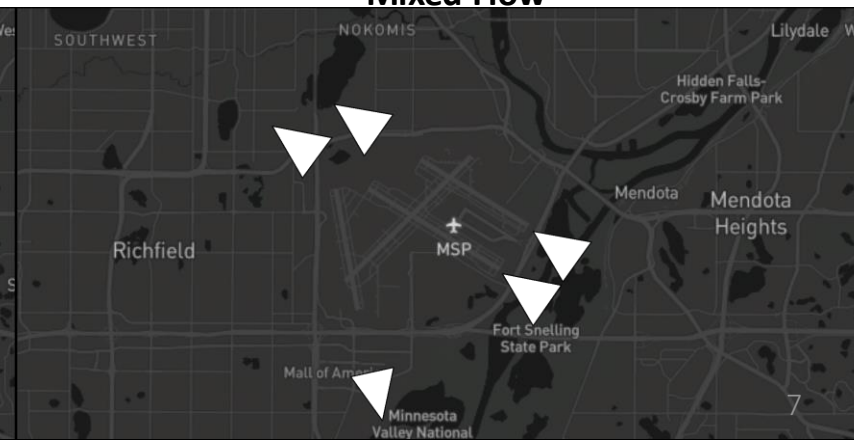 Mixed Flow
SOUTHWEST
NOKOMIS
Lilydale
Hidden Falls-
Crosby Farm Park
Mendota
Mendota
Heights
Richfield
MSP
Fort Snelling
State Park
Mall of Amer
Minnesota
Valley National
7